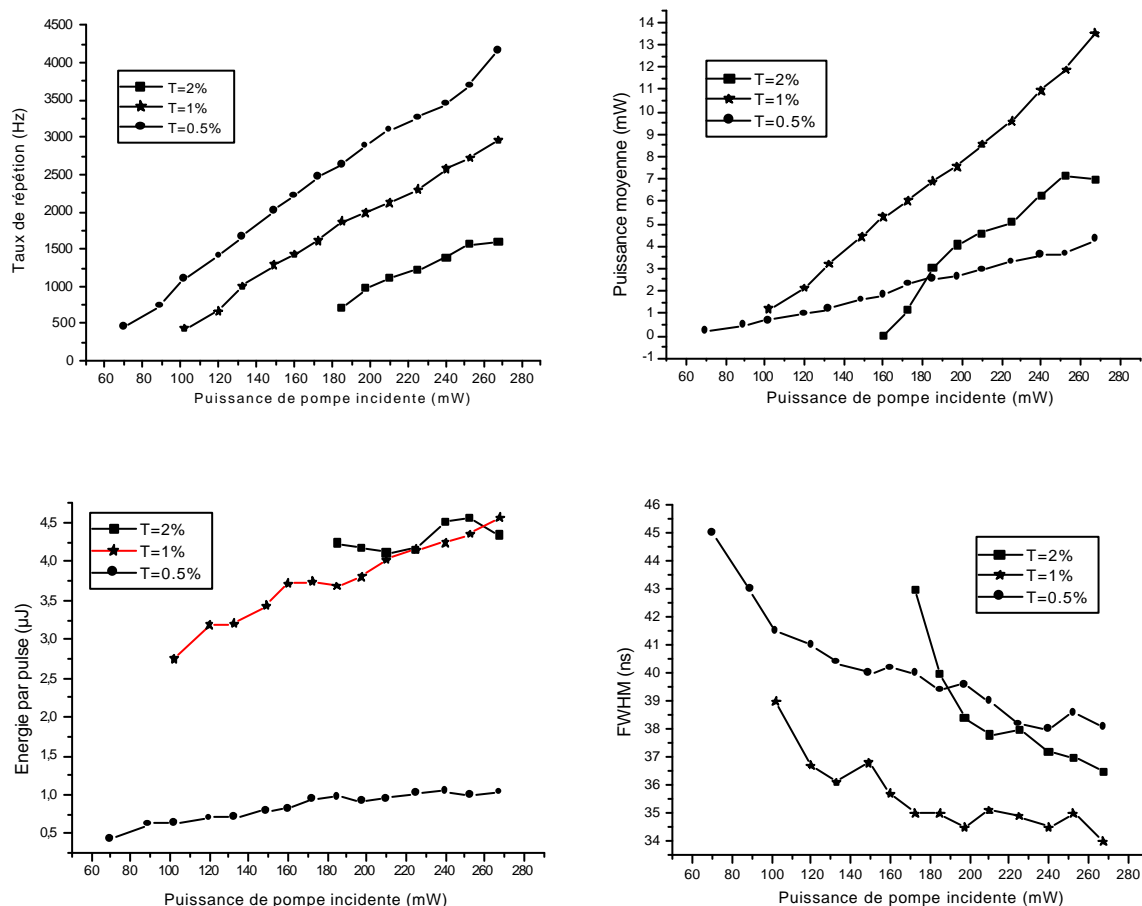 4500
4000
3500
3000
2500
2000
1500
1000
500
0
Taux de répétion (Hz)
T=2%
T=1%
T=0.5%
60 80 100 120 140 160 180 200 220 240 260 280
Puissance de pompe incidente (mW)
14
13
12
11
10
9
8
7
6
5
4
3
2
1
0
-1
Puissance moyenne (mW)
T=2%
T=1%
T=0.5%
60 80 100 120 140 160 180 200 220 240 260 280
Puissance de pompe incidente (mW)
4,5
4,0
3,5
3,0
2,5
2,0
1,5
1,0
0,5
Energie par pulse (µJ)
T=2%
T=1%
T=0.5%
60 80 100 120 140 160 180 200 220 240 260 280
Puissance de pompe incidente (mW)
46
45
44
43
42
41
40
39
38
37
36
35
34
FWHM (ns)
T=2%
T=1%
T=0.5%
60 80 100 120 140 160 180 200 220 240 260 280
Puissance de pompe incidente (mW)